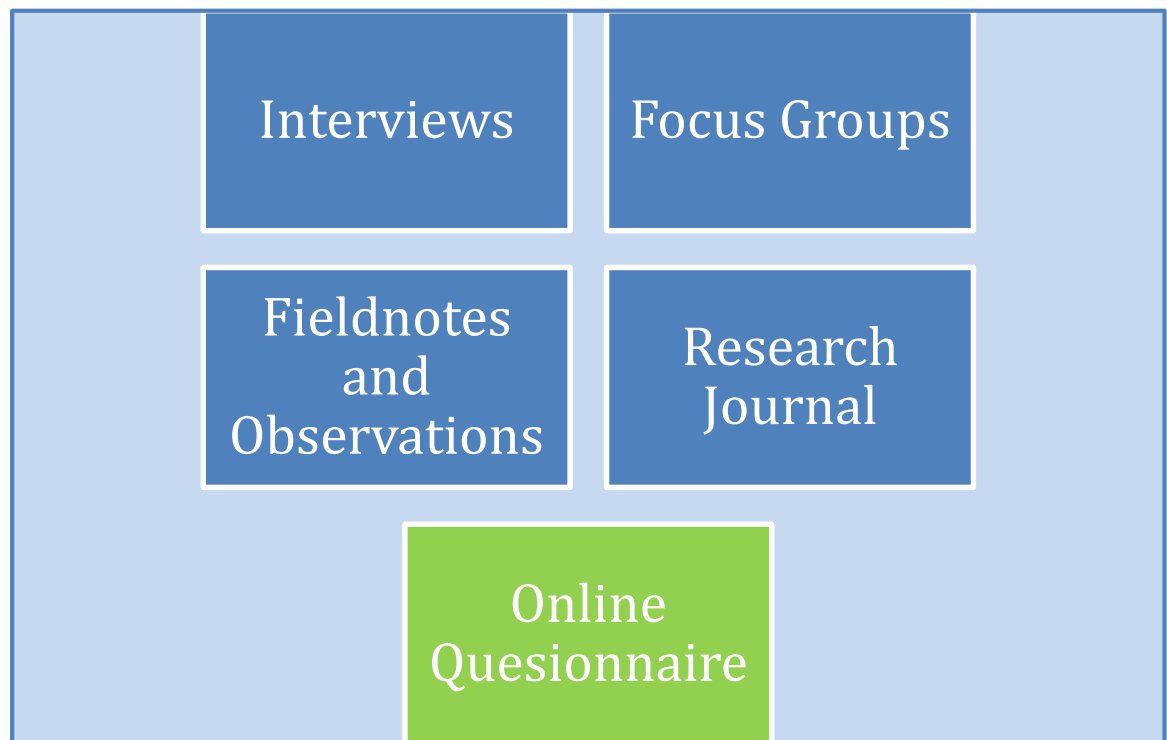 Interviews
Focus Groups
Fieldnotes
and
Observations
Research
Journal
Online
Quesionnaire